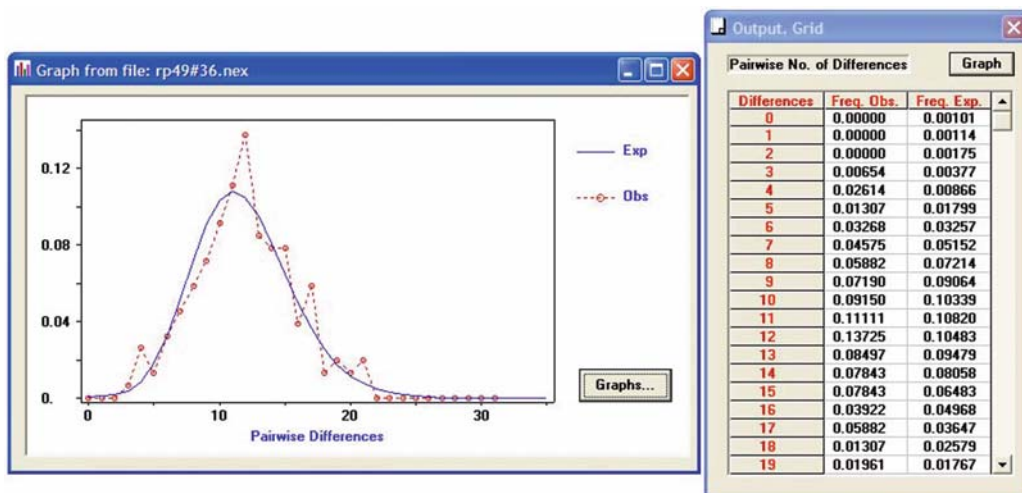 Graph from file: rp49#36.nex
0.12
0.08
0.04
0.
0 10 20 30
Pairwise Differences
Exp
Obs
Graphs...
Output. Grid
Pairwise No. of Differences Graph
Differences Freq. Obs. Freq. Exp.
0 0.00000 0.00101
1 0.00000 0.00114
2 0.00000 0.00175
3 0.00654 0.00377
4 0.02614 0.00866
5 0.01307 0.01799
6 0.03268 0.03257
7 0.04575 0.05152
8 0.05882 0.07214
9 0.07190 0.09064
10 0.09150 0.10339
11 0.11111 0.10820
12 0.13725 0.10483
13 0.08497 0.09479
14 0.07843 0.08058
15 0.07843 0.06483
16 0.03922 0.04968
17 0.05882 0.03647
18 0.01307 0.02579
19 0.01961 0.01767